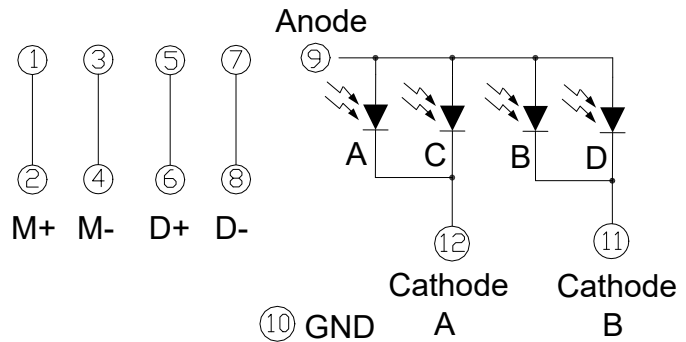 Anode
1 3 5 7 9
A C B D
2 4 6 8
M+ M- D+ D-
12 11
Cathode Cathode
10 GND A B